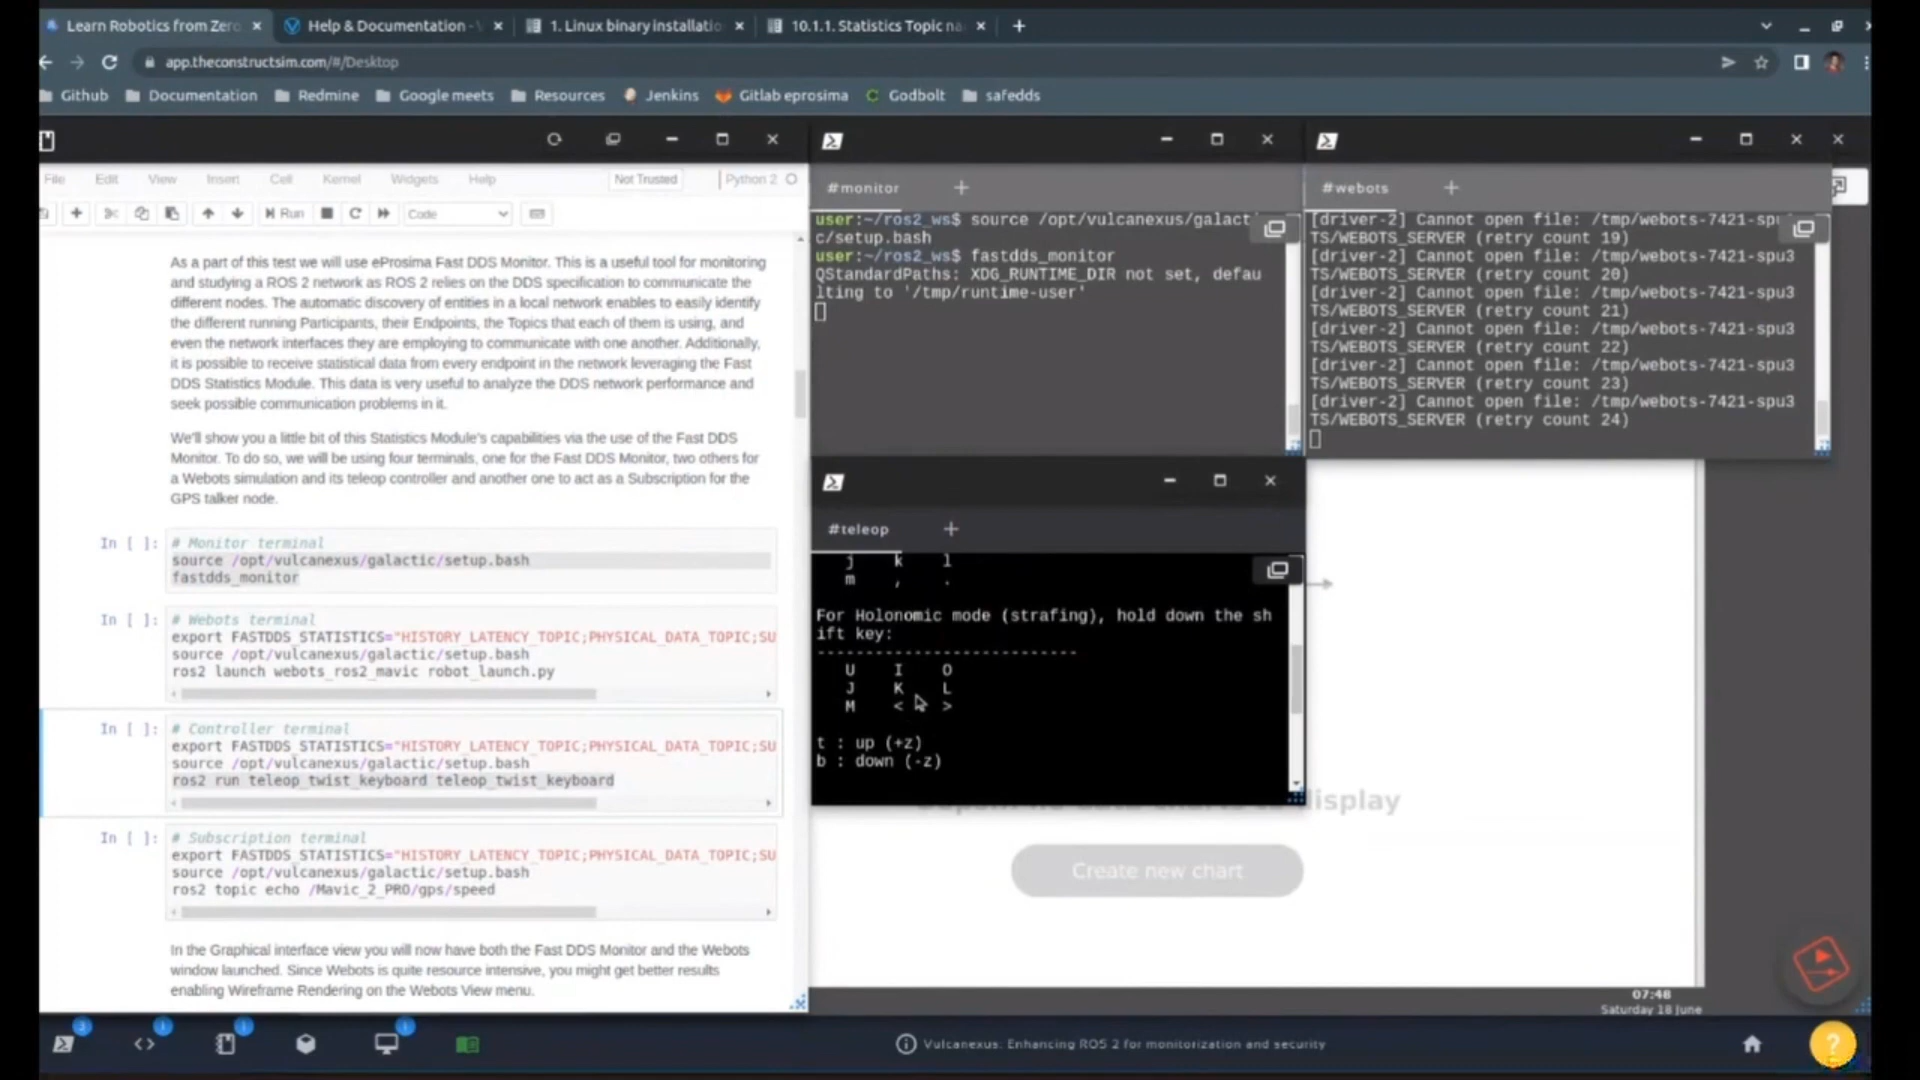 Learn Robotics from Zero
Help & Documentation -
1. Linux binary installatio
10.1.1. Statistics Topic na
app.theconstructsim.com/#/Desktop
Github
Documentation
Redmine
Google meets
Resources
Jenkins
Gitlab eprosima
Godbolt
safedds
File Edit View Insert Cell Kernel Widgets Help
Not Trusted
Python 2
Run
Code
As a part of this test we will use eProsima Fast DDS Monitor. This is a useful tool for monitoring
and studying a ROS 2 network as ROS 2 relies on the DDS specification to communicate the
different nodes. The automatic discovery of entities in a local network enables to easily identify
the different running Participants, their Endpoints, the Topics that each of them is using, and
even the network interfaces they are employing to communicate with one another. Additionally,
it is possible to receive statistical data from every endpoint in the network leveraging the Fast
DDS Statistics Module. This data is very useful to analyze the DDS network performance and
seek possible communication problems in it.
We'll show you a little bit of this Statistics Module's capabilities via the use of the Fast DDS
Monitor. To do so, we will be using four terminals, one for the Fast DDS Monitor, two others for
a Webots simulation and its teleop controller and another one to act as a Subscription for the
GPS talker node.
In [ ]:
# Monitor terminal
source /opt/vulcanexus/galactic/setup.bash
fastdds_monitor
In [ ]:
# Webots terminal
export FASTDDS_STATISTICS="HISTORY_LATENCY_TOPIC;PHYSICAL_DATA_TOPIC;SU
source /opt/vulcanexus/galactic/setup.bash
ros2 launch webots_ros2_mavic robot_launch.py
In [ ]:
# Controller terminal
export FASTDDS_STATISTICS="HISTORY_LATENCY_TOPIC;PHYSICAL_DATA_TOPIC;SU
source /opt/vulcanexus/galactic/setup.bash
ros2 run teleop_twist_keyboard teleop_twist_keyboard
In [ ]:
# Subscription terminal
export FASTDDS_STATISTICS="HISTORY_LATENCY_TOPIC;PHYSICAL_DATA_TOPIC;SU
source /opt/vulcanexus/galactic/setup.bash
ros2 topic echo /Mavic_2_PRO/gps/speed
In the Graphical interface view you will now have both the Fast DDS Monitor and the Webots
window launched. Since Webots is quite resource intensive, you might get better results
enabling Wireframe Rendering on the Webots View menu.
#monitor
user:~/ros2_ws$ source /opt/vulcanexus/galacti
c/setup.bash
user:~/ros2_ws$ fastdds_monitor
QStandardPaths: XDG_RUNTIME_DIR not set, defau
lting to '/tmp/runtime-user'
#webots
[driver-2] Cannot open file: /tmp/webots-7421-spu
TS/WEBOTS_SERVER (retry count 19)
[driver-2] Cannot open file: /tmp/webots-7421-spu3
TS/WEBOTS_SERVER (retry count 20)
[driver-2] Cannot open file: /tmp/webots-7421-spu3
TS/WEBOTS_SERVER (retry count 21)
[driver-2] Cannot open file: /tmp/webots-7421-spu3
TS/WEBOTS_SERVER (retry count 22)
[driver-2] Cannot open file: /tmp/webots-7421-spu3
TS/WEBOTS_SERVER (retry count 23)
[driver-2] Cannot open file: /tmp/webots-7421-spu3
TS/WEBOTS_SERVER (retry count 24)
#teleop
j k l
m , .
For Holonomic mode (strafing), hold down the sh
ift key:
---------------------------
U I O
J K L
M < >
t : up (+z)
b : down (-z)
display
Create new chart
07:48
Saturday 18 June
3
1
1
1
Vulcanexus: Enhancing ROS 2 for monitorization and security
?